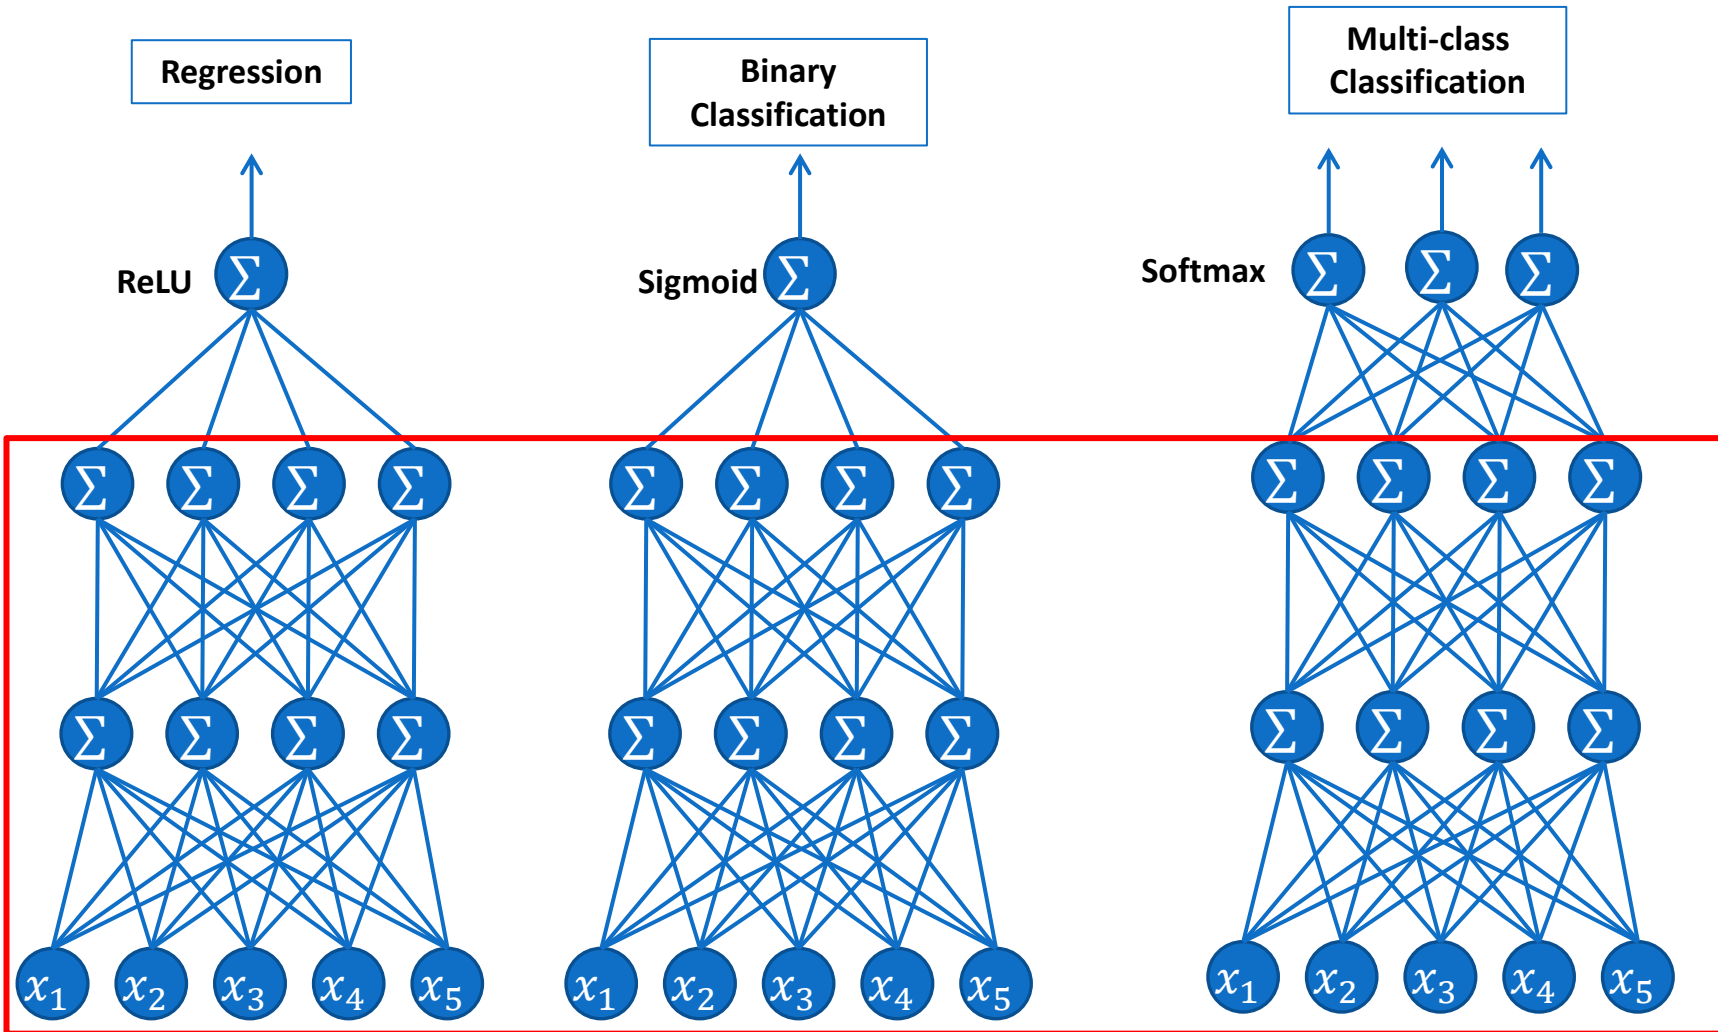 Regression
Binary
Classification
Multi-class
Classification
ReLU Σ
Sigmoid Σ
Softmax Σ Σ Σ
Σ Σ Σ Σ
Σ Σ Σ Σ
Σ Σ Σ Σ
Σ Σ Σ Σ
Σ Σ Σ Σ
Σ Σ Σ Σ
x₁ x₂ x₃ x₄ x₅
x₁ x₂ x₃ x₄ x₅
x₁ x₂ x₃ x₄ x₅